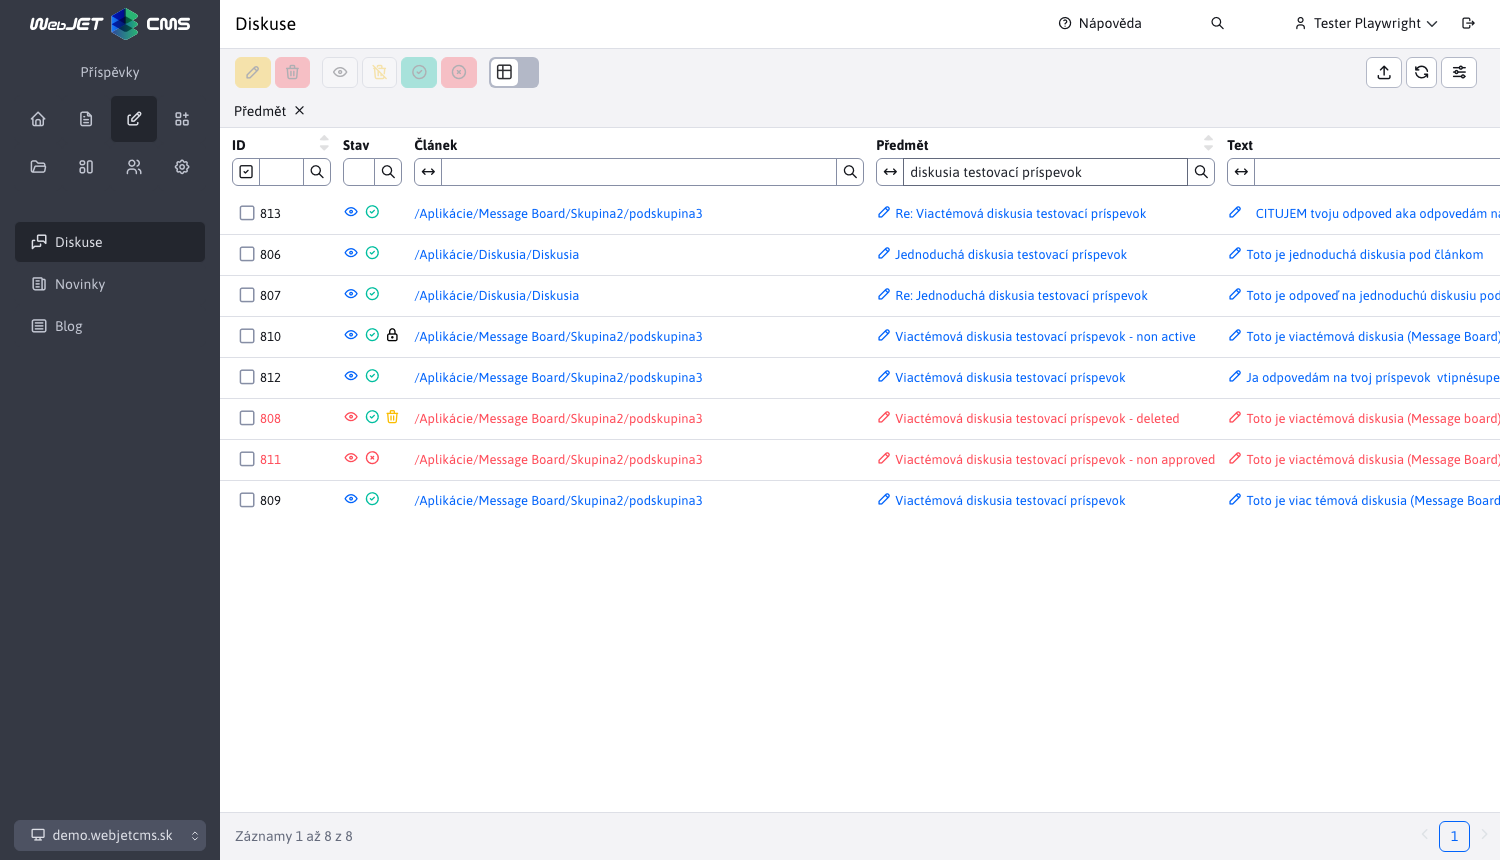 WebJET CMS
Diskuse
Nápověda
Tester Playwright
Příspěvky
Předmět
ID Stav Článek Předmět Text
diskusia testovací príspevok
813 /Aplikácie/Message Board/Skupina2/podskupina3 Re: Viactémová diskusia testovací príspevok CITUJEM tvoju odpoved aka odpovedám na
806 /Aplikácie/Diskusia/Diskusia Jednoduchá diskusia testovací príspevok Toto je jednoduchá diskusia pod článkom
807 /Aplikácie/Diskusia/Diskusia Re: Jednoduchá diskusia testovací príspevok Toto je odpoveď na jednoduchú diskusiu pod
810 /Aplikácie/Message Board/Skupina2/podskupina3 Viactémová diskusia testovací príspevok - non active Toto je viactémová diskusia (Message Board)
812 /Aplikácie/Message Board/Skupina2/podskupina3 Viactémová diskusia testovací príspevok Ja odpovedám na tvoj príspevok vtipnésupe
808 /Aplikácie/Message Board/Skupina2/podskupina3 Viactémová diskusia testovací príspevok - deleted Toto je viactémová diskusia (Message board)
811 /Aplikácie/Message Board/Skupina2/podskupina3 Viactémová diskusia testovací príspevok - non approved Toto je viactémová diskusia (Message Board)
809 /Aplikácie/Message Board/Skupina2/podskupina3 Viactémová diskusia testovací príspevok Toto je viac témová diskusia (Message Board
Diskuse
Novinky
Blog
demo.webjetcms.sk
Záznamy 1 až 8 z 8
1